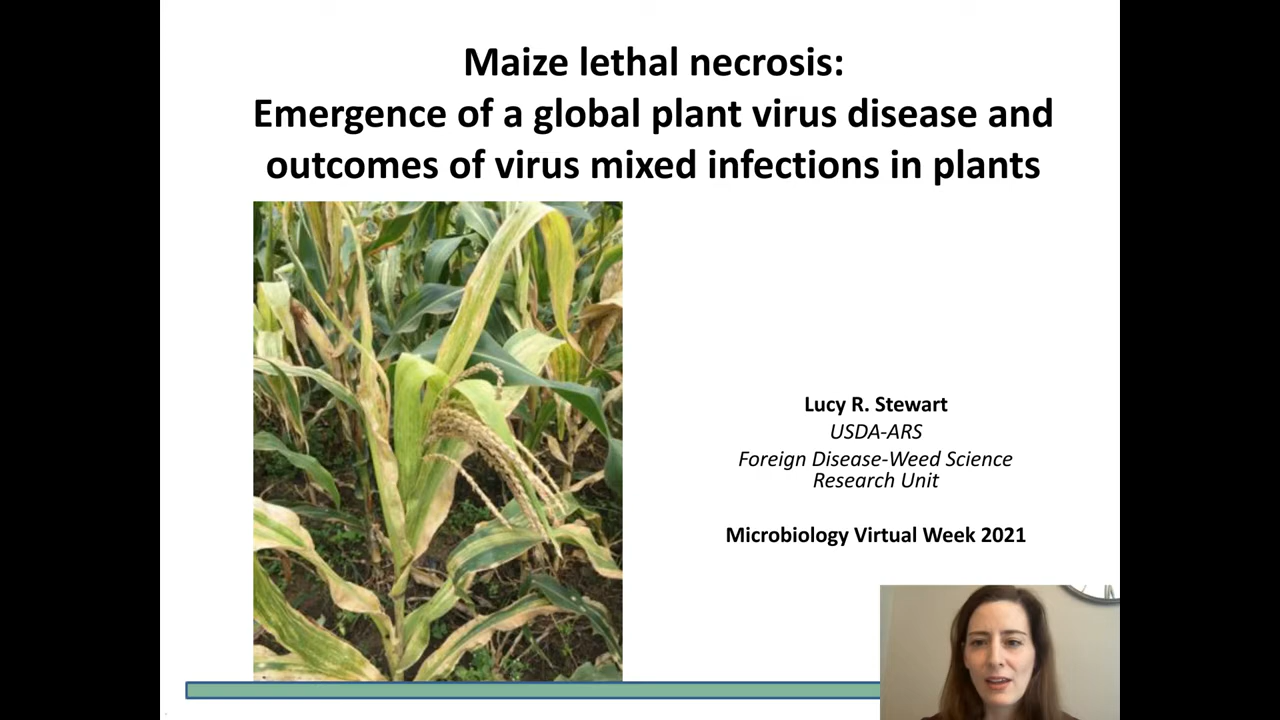 Maize lethal necrosis:
Emergence of a global plant virus disease and
outcomes of virus mixed infections in plants
Lucy R. Stewart
USDA-ARS
Foreign Disease-Weed Science
Research Unit
Microbiology Virtual Week 2021